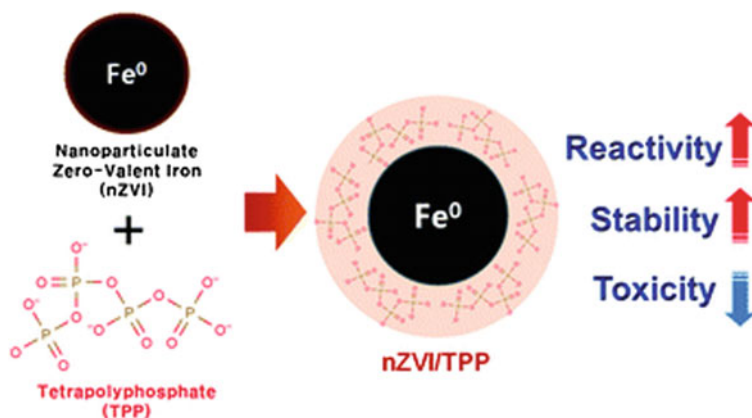 Fe⁰
Nanoparticulate
Zero-Valent Iron
(nZVI)
+
O⁻ O⁻
O P O O
O⁻ P P O⁻
O
P O⁻ O O
O O
Tetrapolyphosphate
(TPP)
Fe⁰
nZVI/TPP
Reactivity
Stability
Toxicity